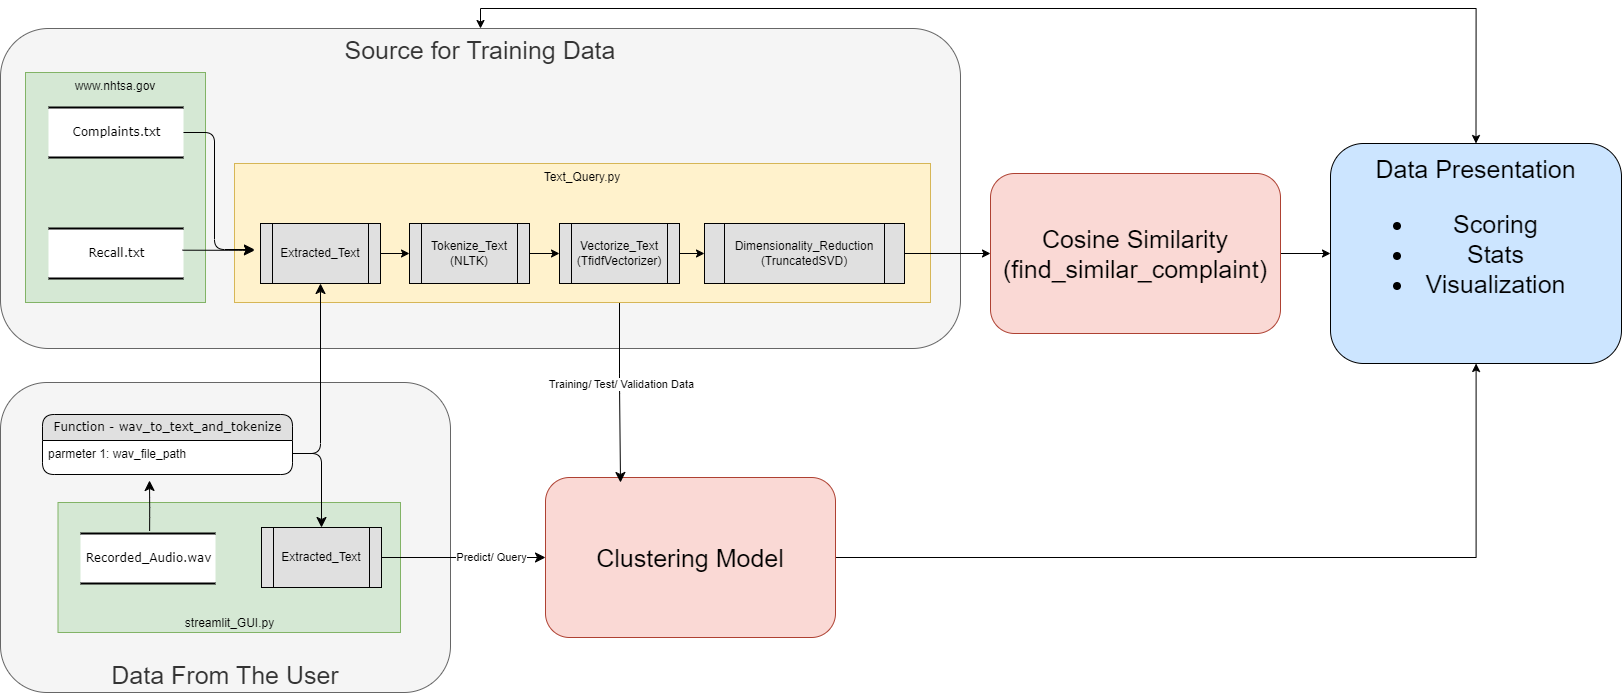 Source for Training Data
www.nhtsa.gov
Complaints.txt
Recall.txt
Text_Query.py
Extracted_Text
Tokenize_Text
(NLTK)
Vectorize_Text
(TfidfVectorizer)
Dimensionality_Reduction
(TruncatedSVD)
Cosine Similarity
(find_similar_complaint)
Data Presentation
• Scoring
• Stats
• Visualization
Training/ Test/ Validation Data
Function - wav_to_text_and_tokenize
parmeter 1: wav_file_path
Recorded_Audio.wav
Extracted_Text
streamlit_GUI.py
Data From The User
Predict/ Query
Clustering Model